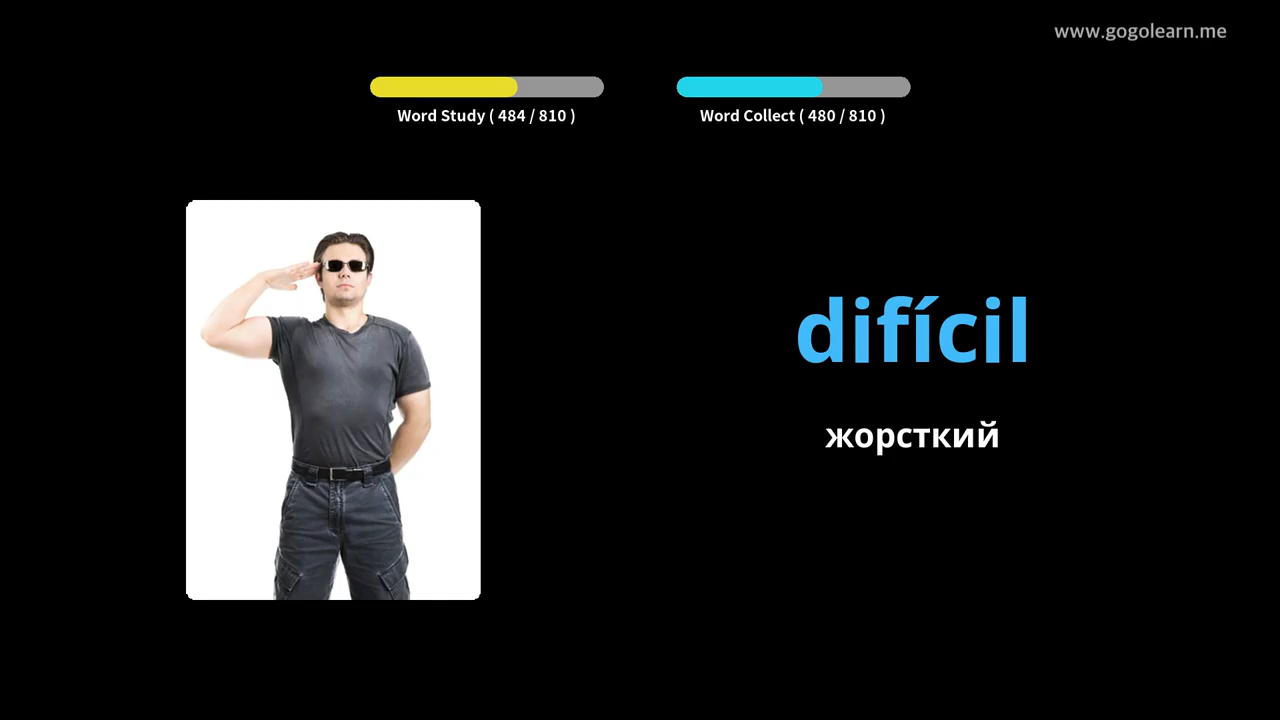 www.gogolearn.me
Word Study ( 484 / 810 )
Word Collect ( 480 / 810 )
difícil
жорсткий